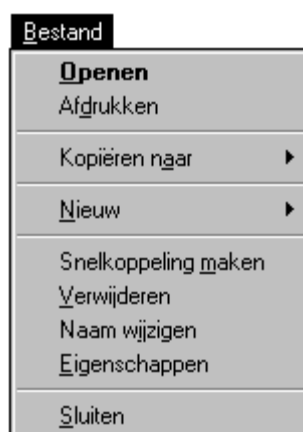 Bestand
Openen
Afdrukken
Kopiëren naar
Nieuw
Snelkoppeling maken
Verwijderen
Naam wijzigen
Eigenschappen
Sluiten